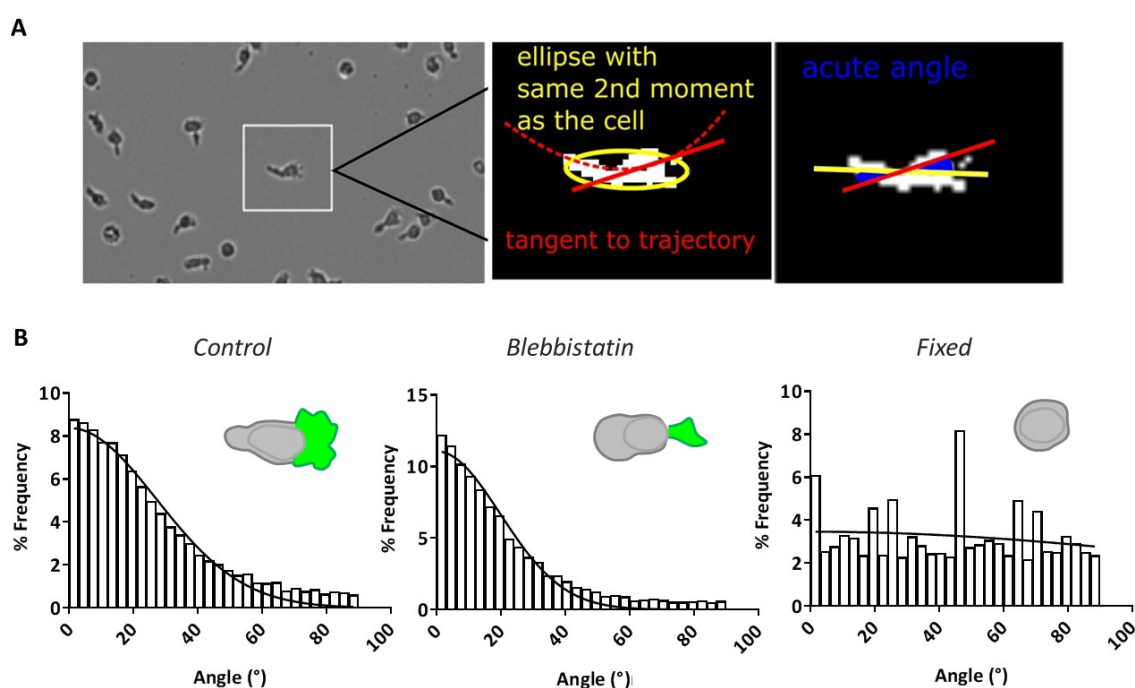 A
ellipse with
same 2nd moment
as the cell
tangent to trajectory
acute angle
B
Control
Blebbistatin
Fixed
% Frequency
10
8
6
4
2
0
0
20
40
60
80
100
Angle (°)
% Frequency
15
10
5
0
0
20
40
60
80
100
Angle (°)
% Frequency
10
8
6
4
2
0
0
20
40
60
80
100
Angle (°)